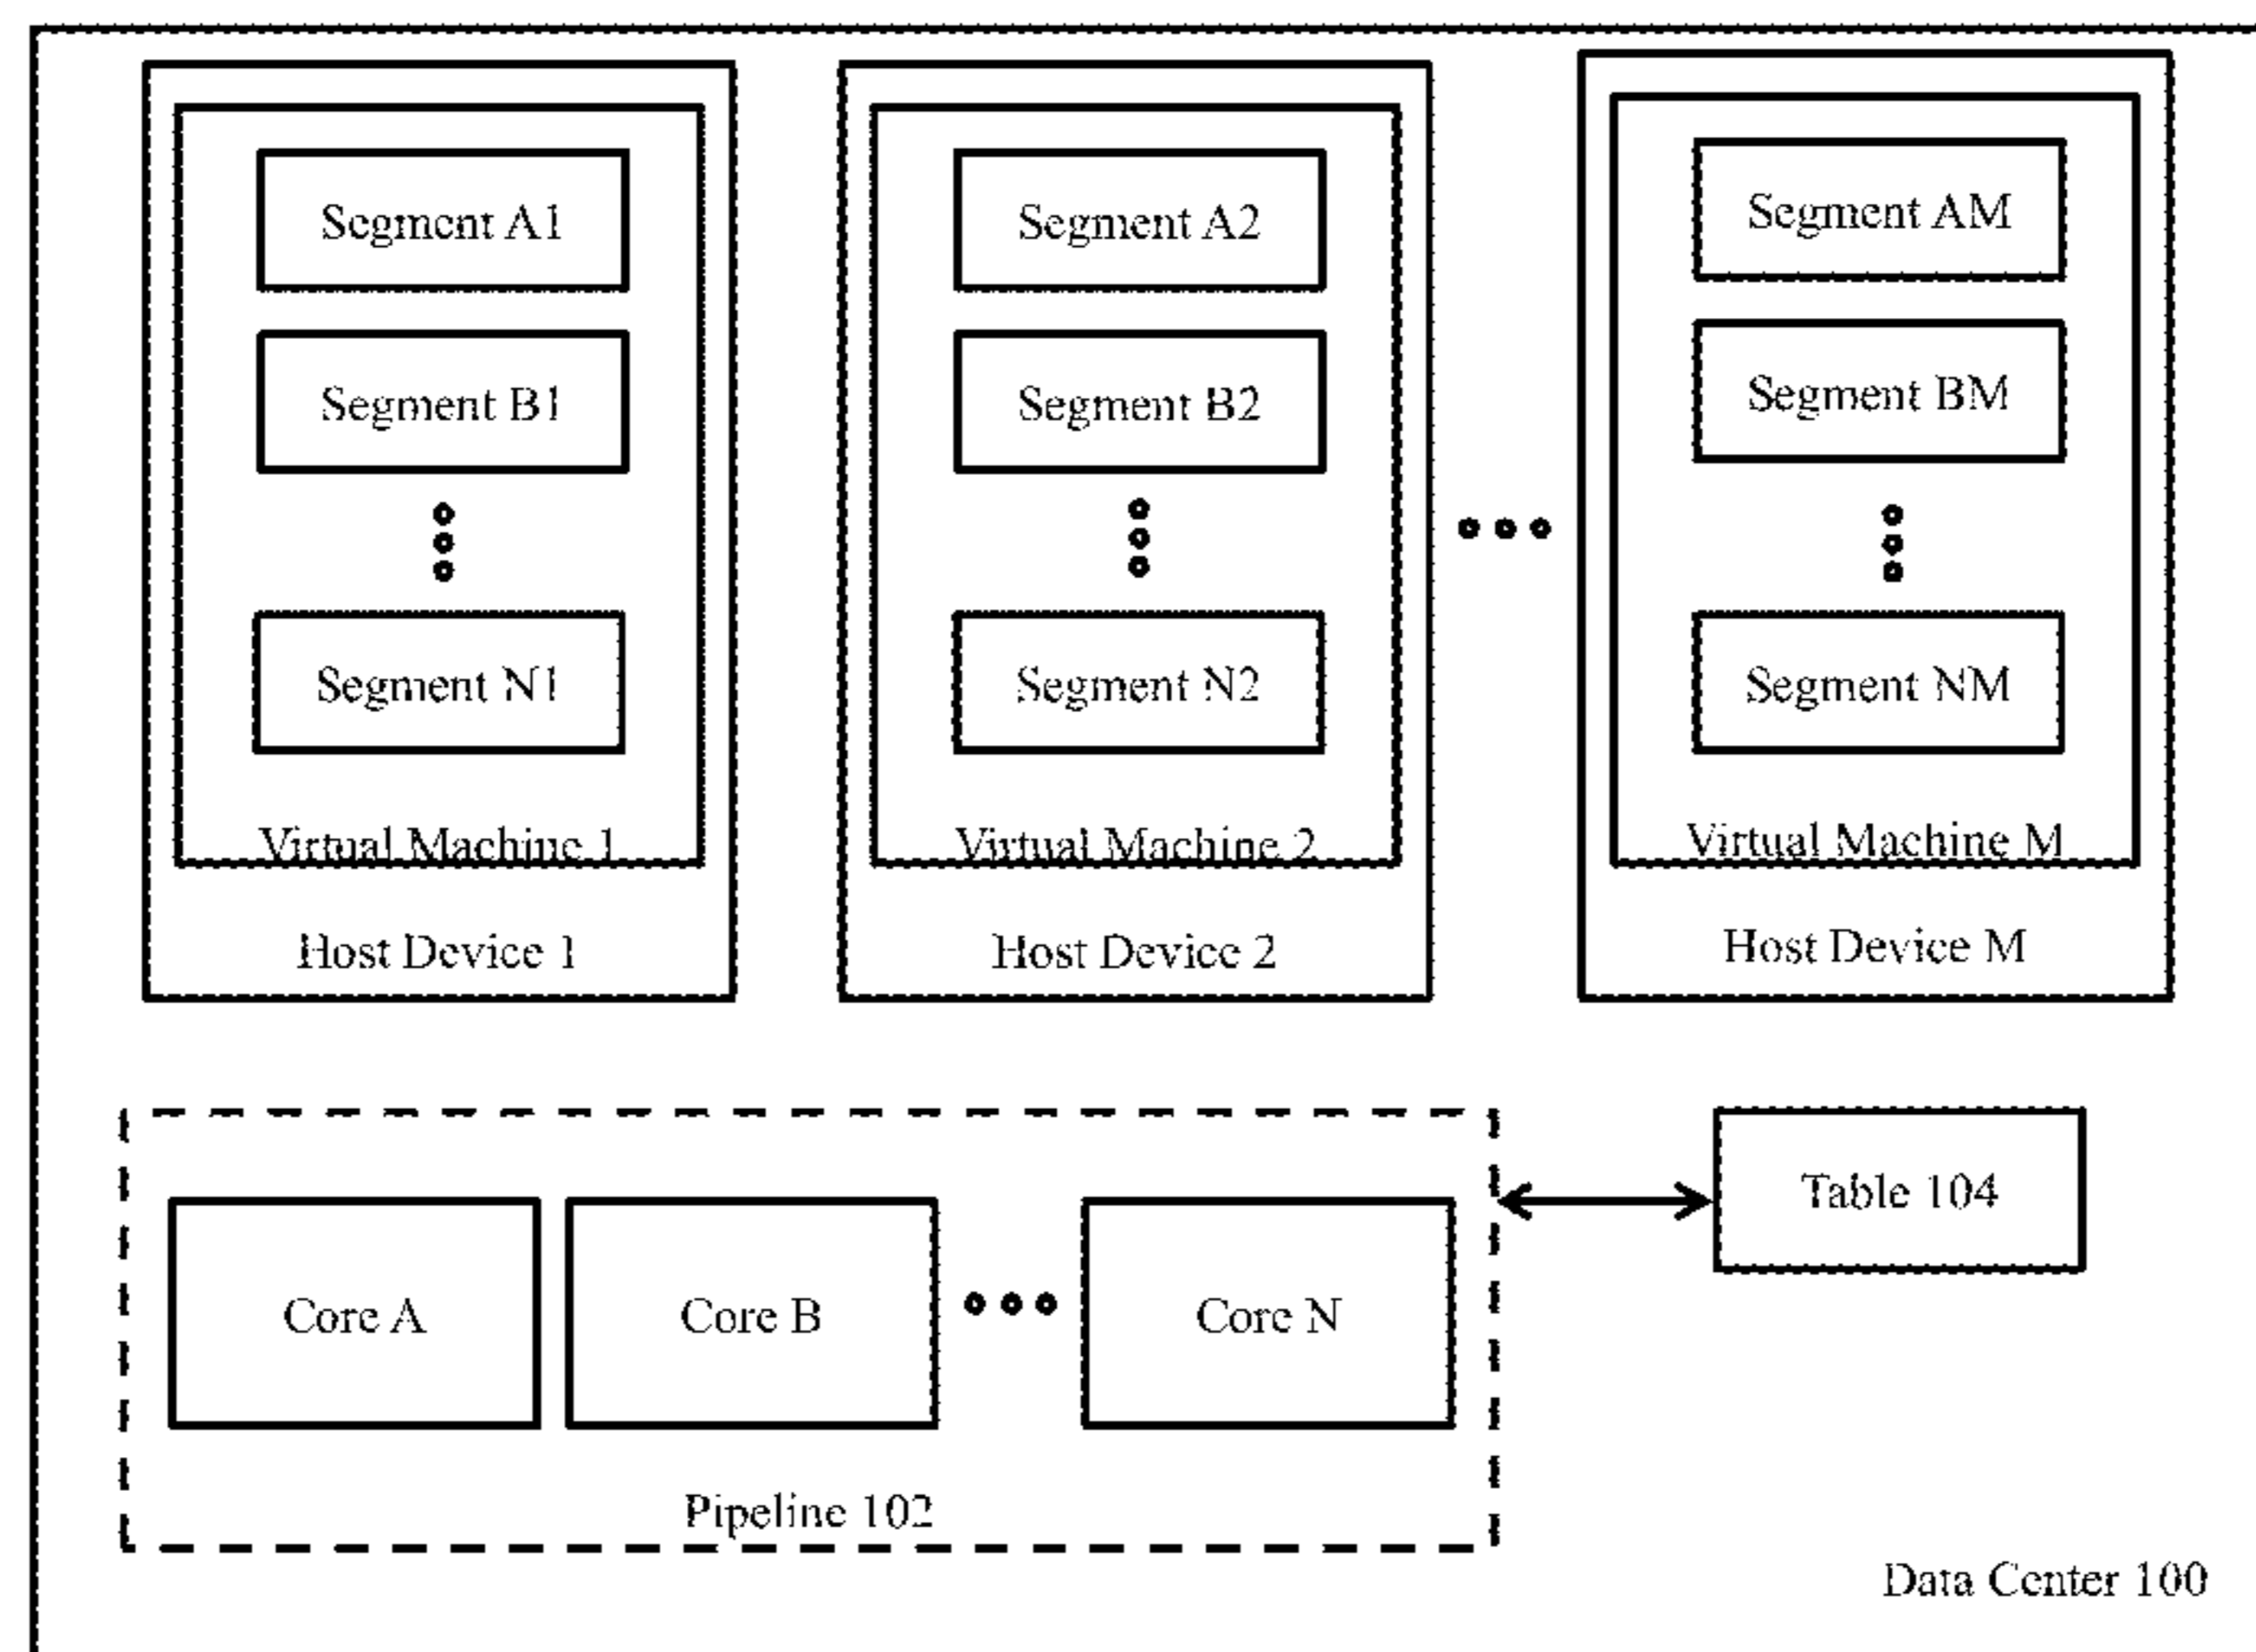 Segment A1
Segment B1
Segment N1
Virtual Machine 1
Host Device 1
Segment A2
Segment B2
Segment N2
Virtual Machine 2
Host Device 2
Segment AM
Segment BM
Segment NM
Virtual Machine M
Host Device M
Core A
Core B
Core N
Pipeline 102
Table 104
Data Center 100